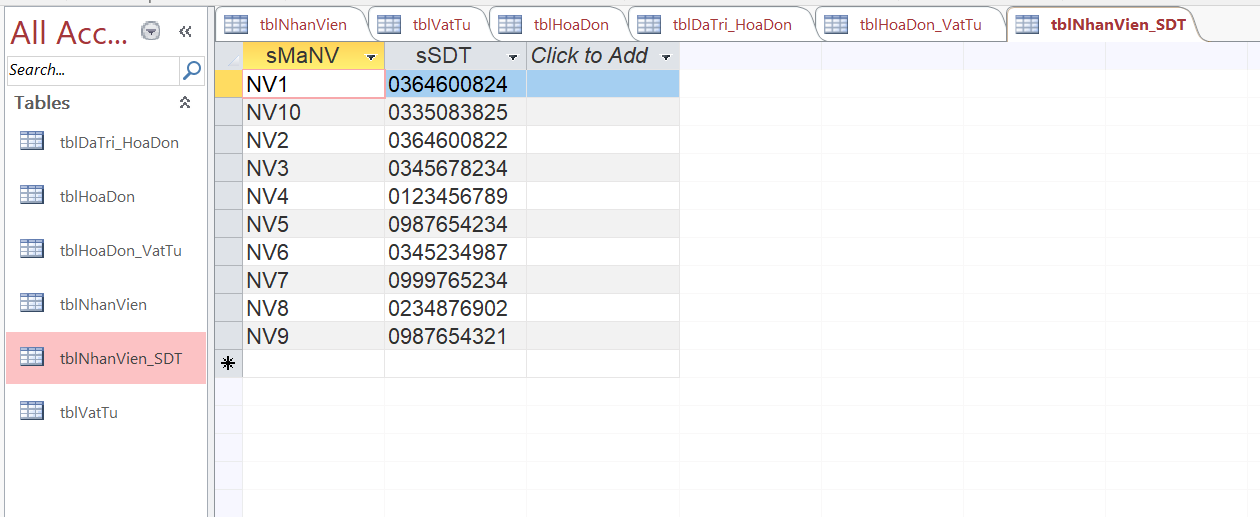 All Acc...
Search...
Tables
tblDaTri_HoaDon
tblHoaDon
tblHoaDon_VatTu
tblNhanVien
tblNhanVien_SDT
tblVatTu
tblNhanVien tblVatTu tblHoaDon tblDaTri_HoaDon tblHoaDon_VatTu tblNhanVien_SDT
sMaNV sSDT Click to Add
NV1 0364600824
NV10 0335083825
NV2 0364600822
NV3 0345678234
NV4 0123456789
NV5 0987654234
NV6 0345234987
NV7 0999765234
NV8 0234876902
NV9 0987654321